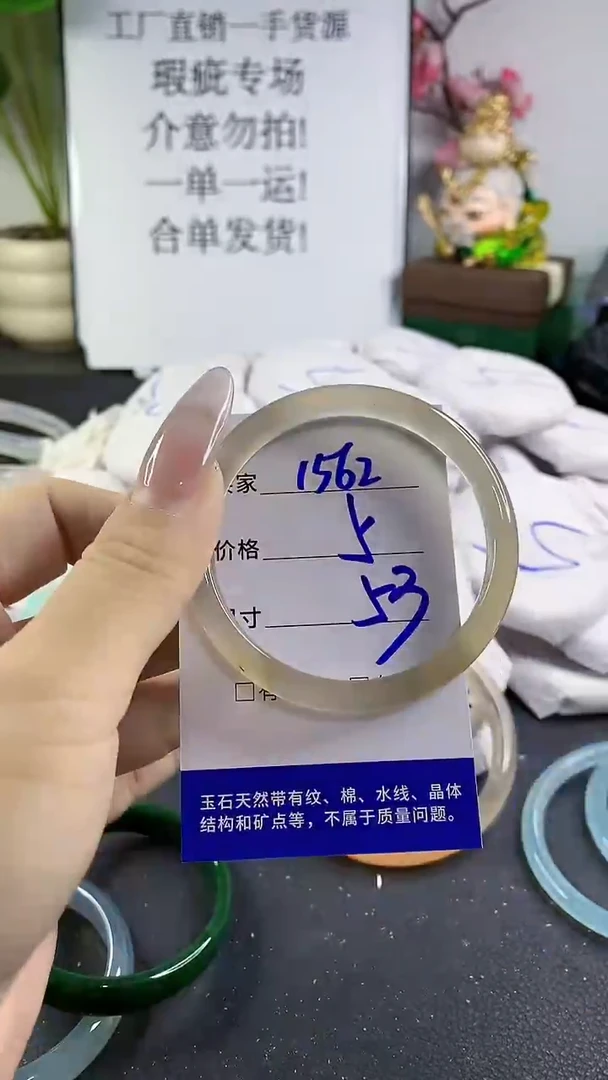 工厂直销一手货源
瑕疵专场
介意勿拍!
一单一运!
合单发货!
家 1562
价格 5
寸 53
□有
玉石天然带有纹、棉、水线、晶体
结构和矿点等，不属于质量问题。